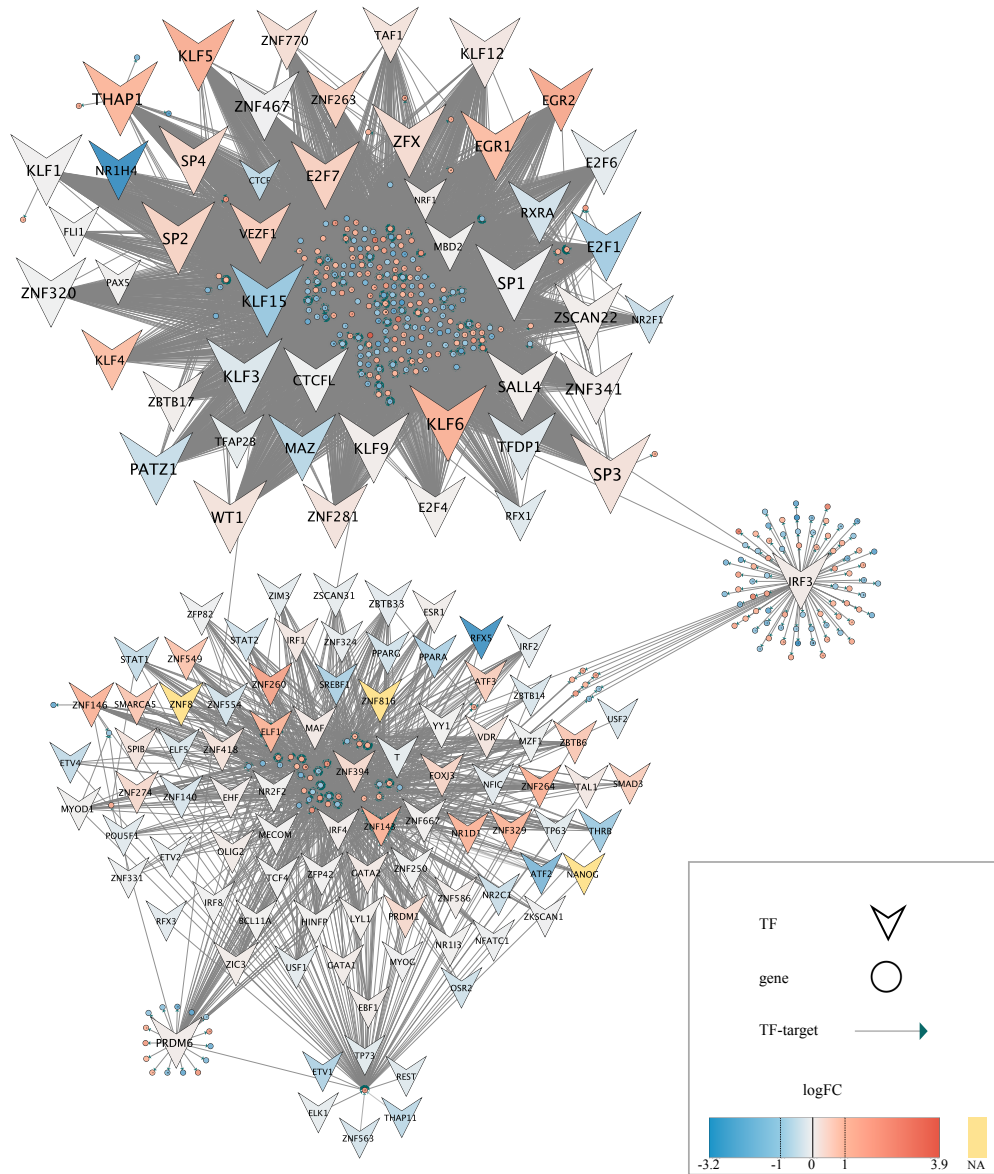 ZNF770
TAF1
KLF12
KLF5
THAP1
ZNF467
ZNF263
EGR2
ZFX
EGR1
KLF1
NR1H4
SP4
CTCF
E2F7
NRF1
E2F6
RXRA
FLI1
SP2
VEZF1
MBD2
E2F1
ZNF320
PAX5
KLF15
SP1
ZSCAN22
NR2F1
KLF4
KLF3
CTCFL
SALL4
ZNF341
ZBTB17
KLF6
PATZ1
TFAP2B
MAZ
KLF9
TFDP1
SP3
WT1
ZNF281
E2F4
RFX1
IRF3
ZIM3
ZSCAN31
ZBTB33
ESR1
ZFP82
STAT2
IRF1
ZNF324
PPARG
PPARA
RFX5
IRF2
STAT1
ZNF549
ZNF260
SREBF1
ATF3
ZBTB14
ZNF146
SMARCA5
ZNF8
ZNF554
ZNF816
USF2
ELF1
MAF
YY1
VDR
MZF1
ZBTB6
ETV4
SPIB
ELF5
ZNF418
T
ZNF394
FOXJ3
NFIC
ZNF264
TAL1
SMAD3
MYOD1
ZNF274
ZNF140
EHF
NR2F2
POU5F1
MECOM
IRF4
ZNF148
ZNF667
NR1D1
ZNF329
TP63
THRB
ETV2
OLIG2
ZNF331
TCF4
ZFP42
GATA2
ZNF250
ATF2
NANOG
RFX3
IRF8
BCL11A
HINFP
LYL1
PRDM1
ZNF586
NR2C1
ZKSCAN1
NR1I3
NFATC1
ZIC3
USF1
GATA1
MYOG
OSR2
EBF1
PRDM6
TP73
ETV1
REST
ELK1
THAP11
ZNF563
TF
gene
TF-target
logFC
-3.2 -1 0 1 3.9 NA